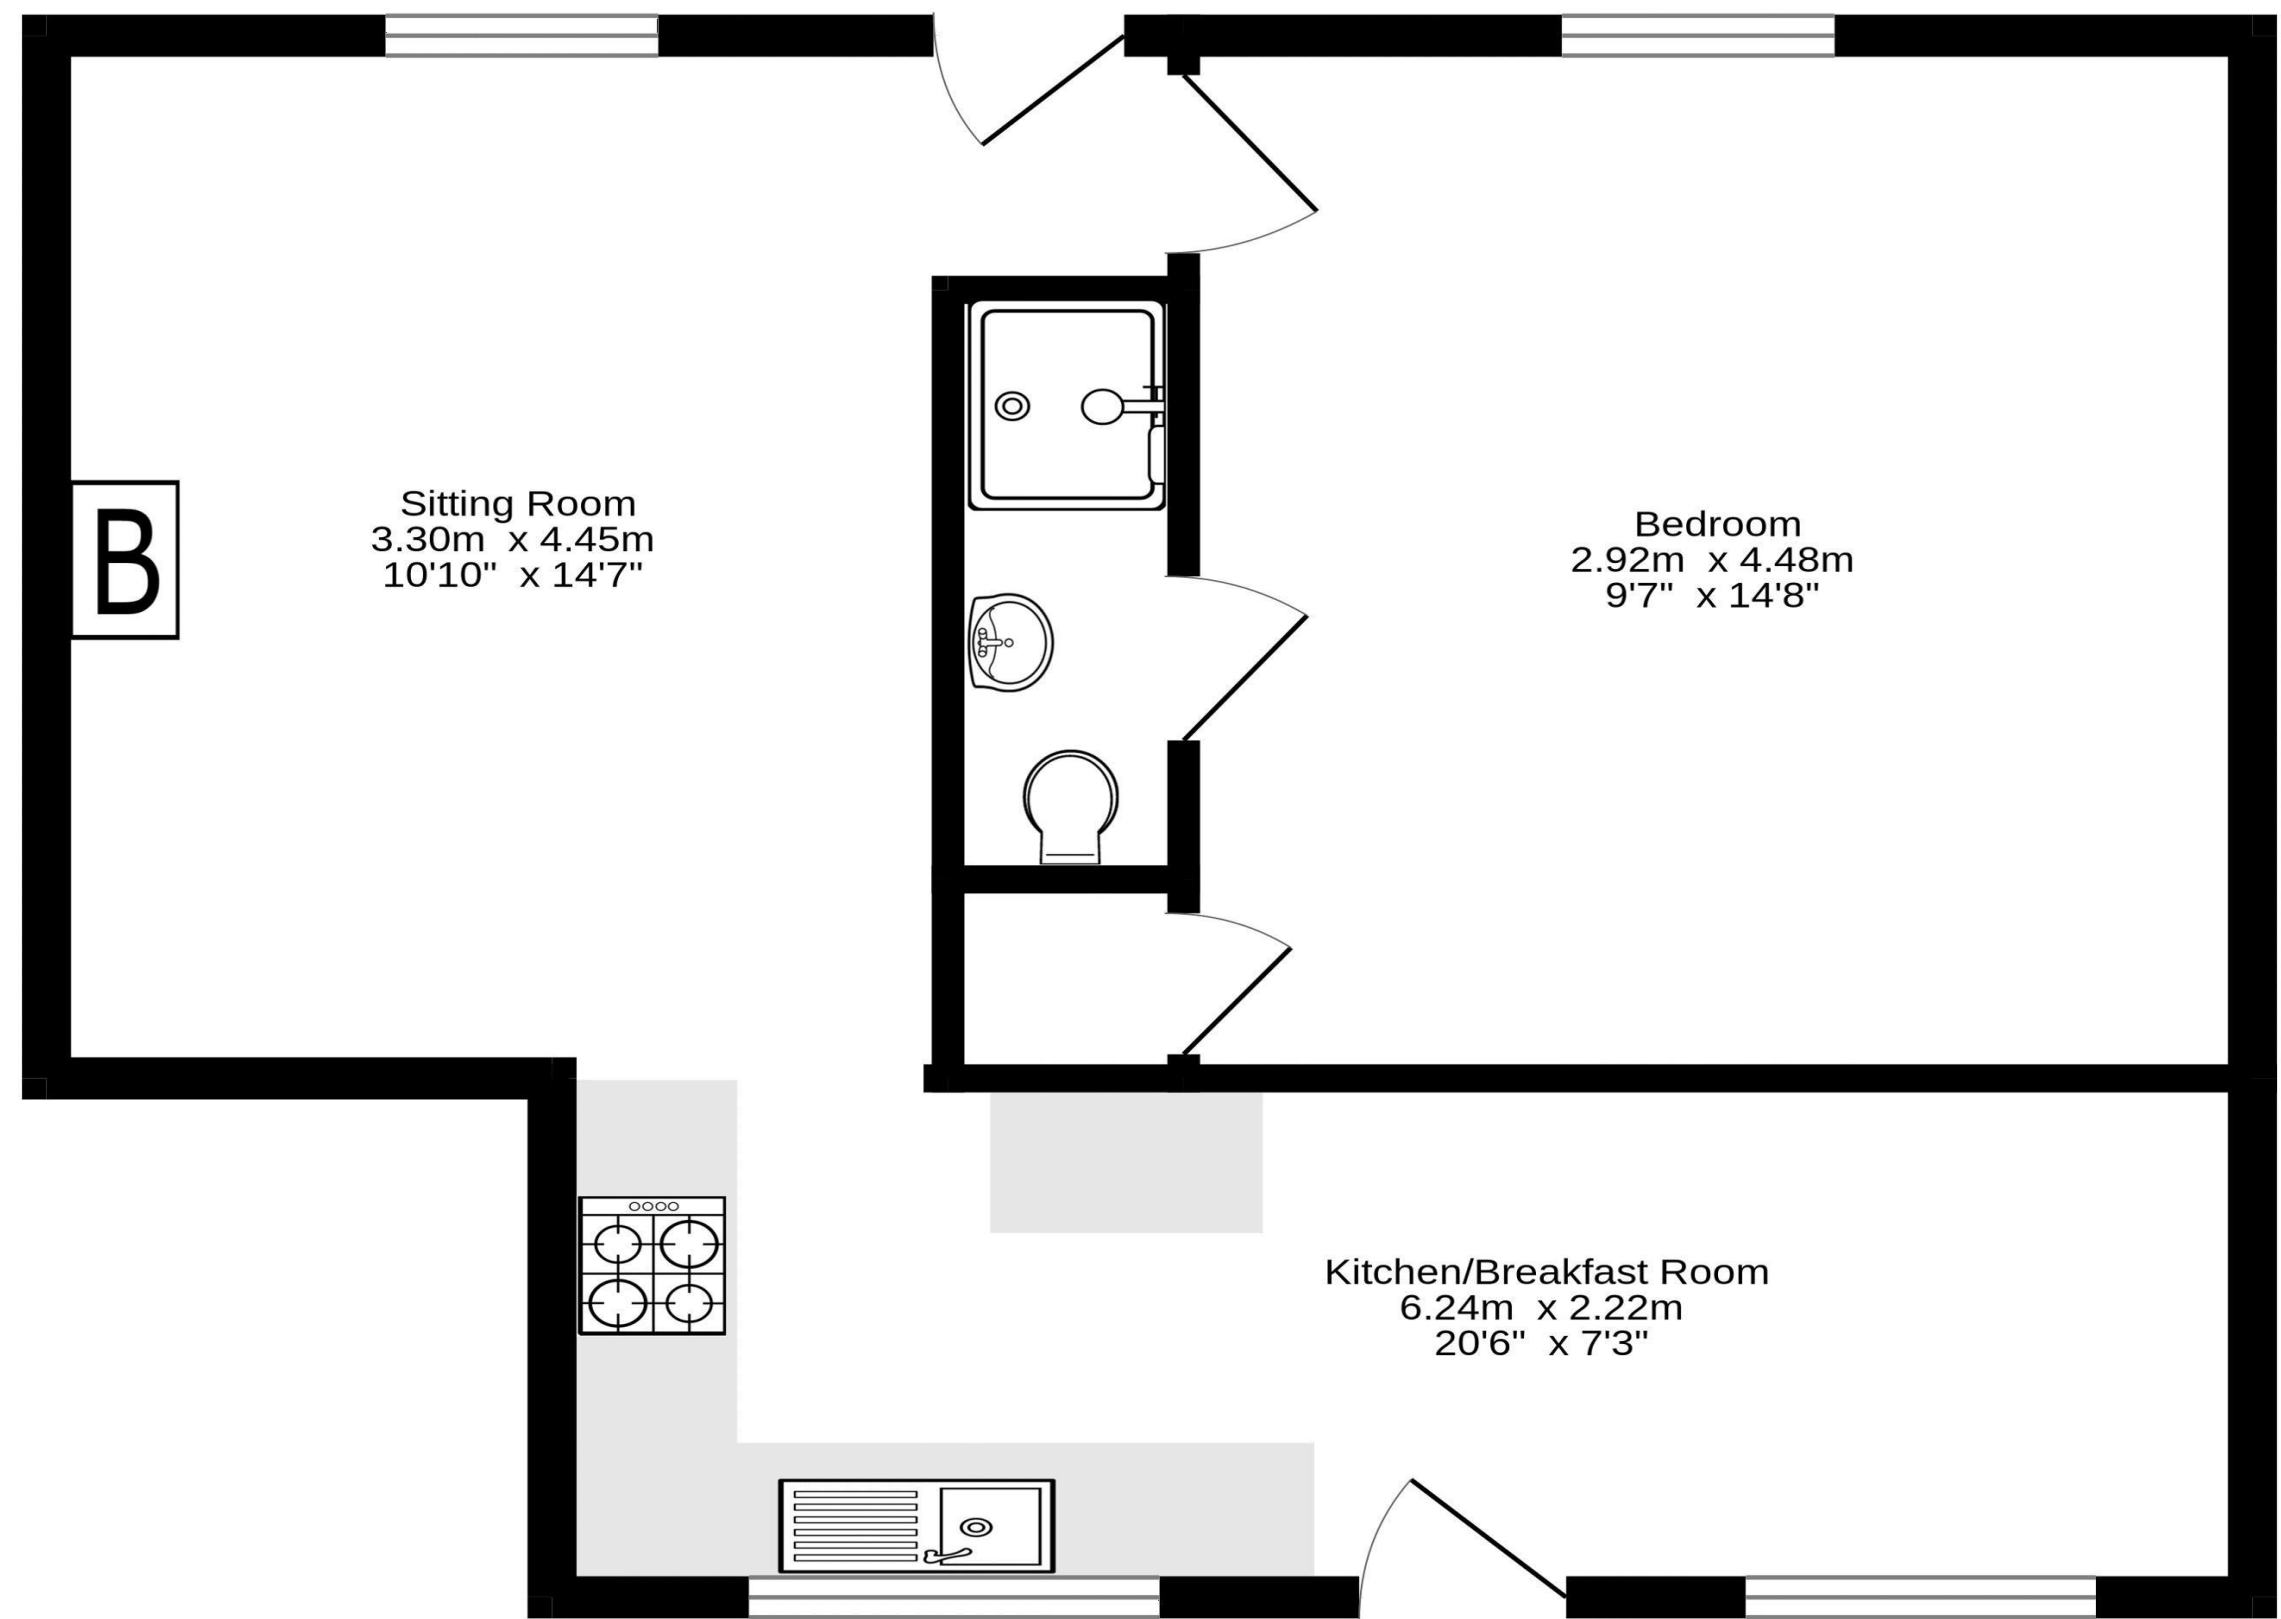 Sitting Room
3.30m x 4.45m
10'10" x 14'7"
B
Bedroom
2.92m x 4.48m
9'7" x 14'8"
Kitchen/Breakfast Room
6.24m x 2.22m
20'6" x 7'3"